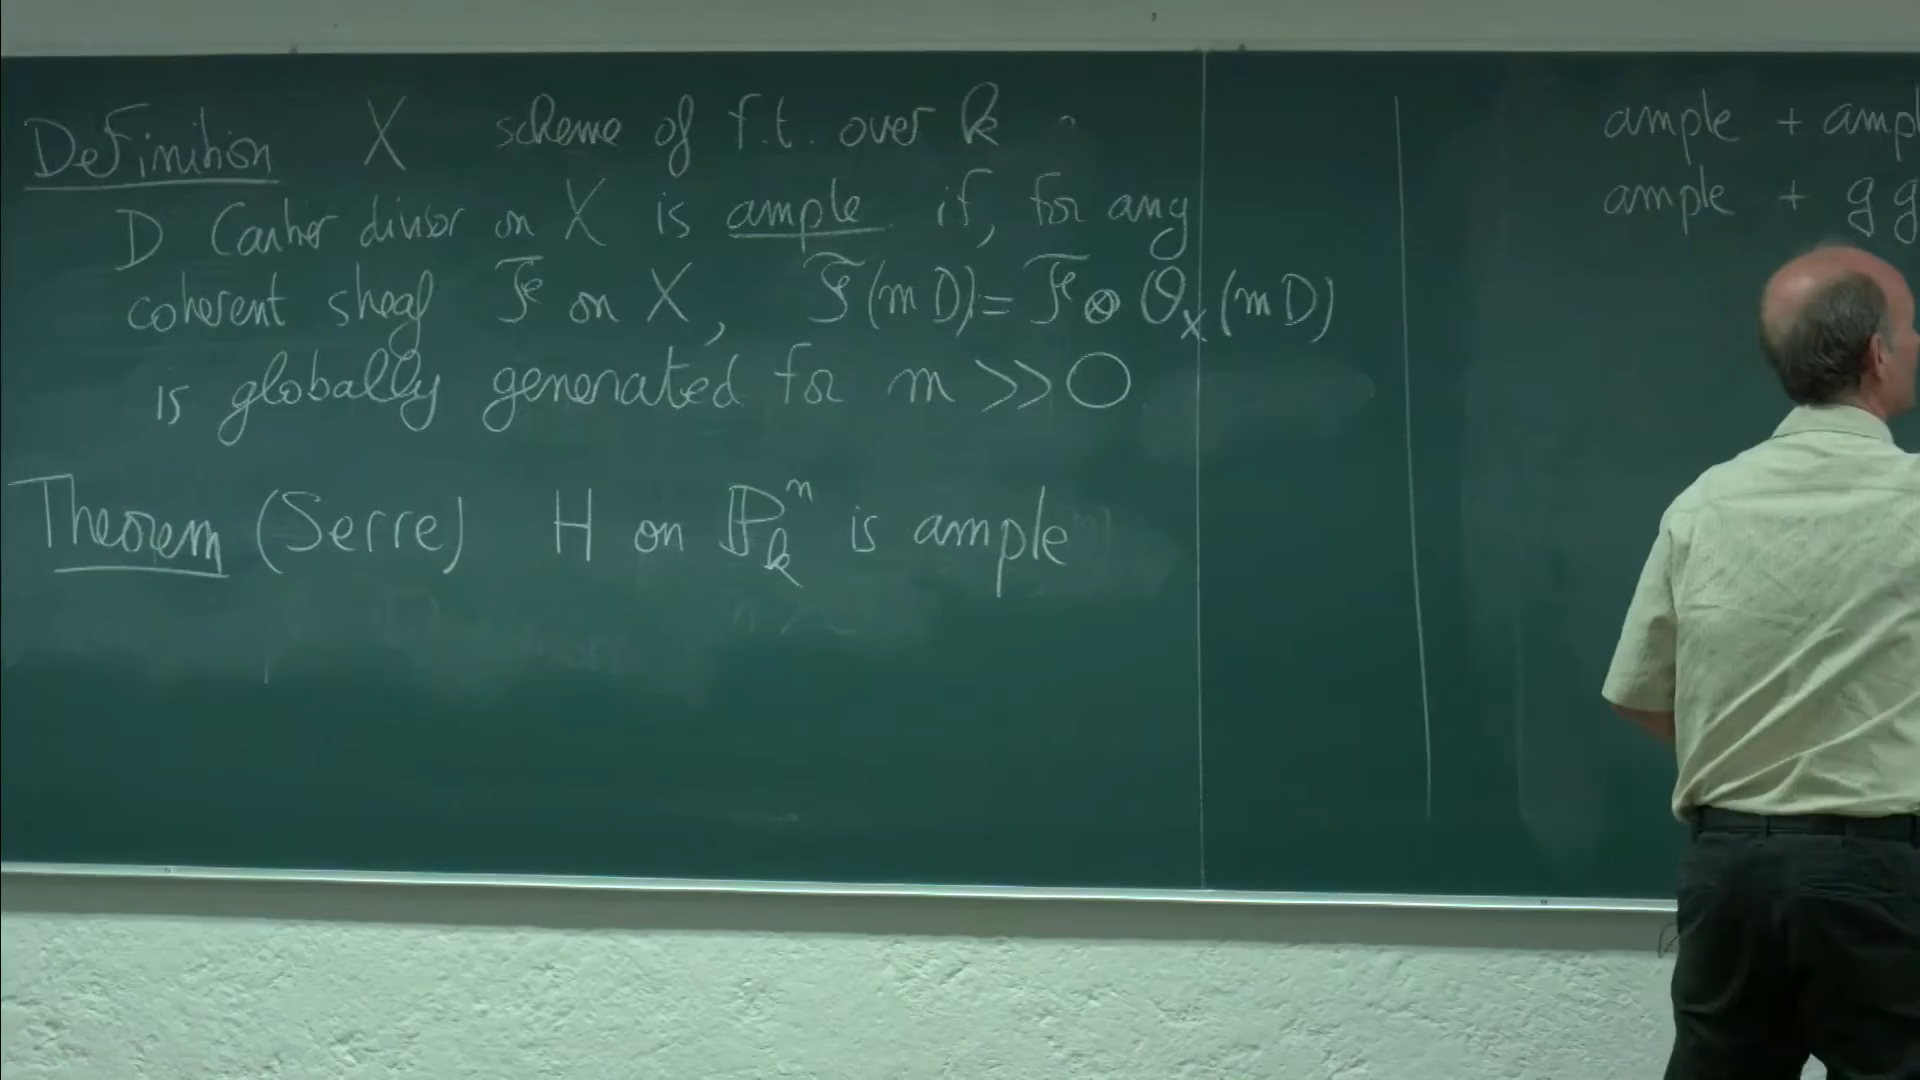 Definition X scheme of f.t. over k
D Cartier divisor on X is ample if, for any
coherent sheaf ℱ on X, ℱ(mD) = ℱ ⊗ 𝒪_X(mD)
is globally generated for m >> 0
Theorem (Serre) H on ℙ^n_k is ample
ample + ampl
ample + g g